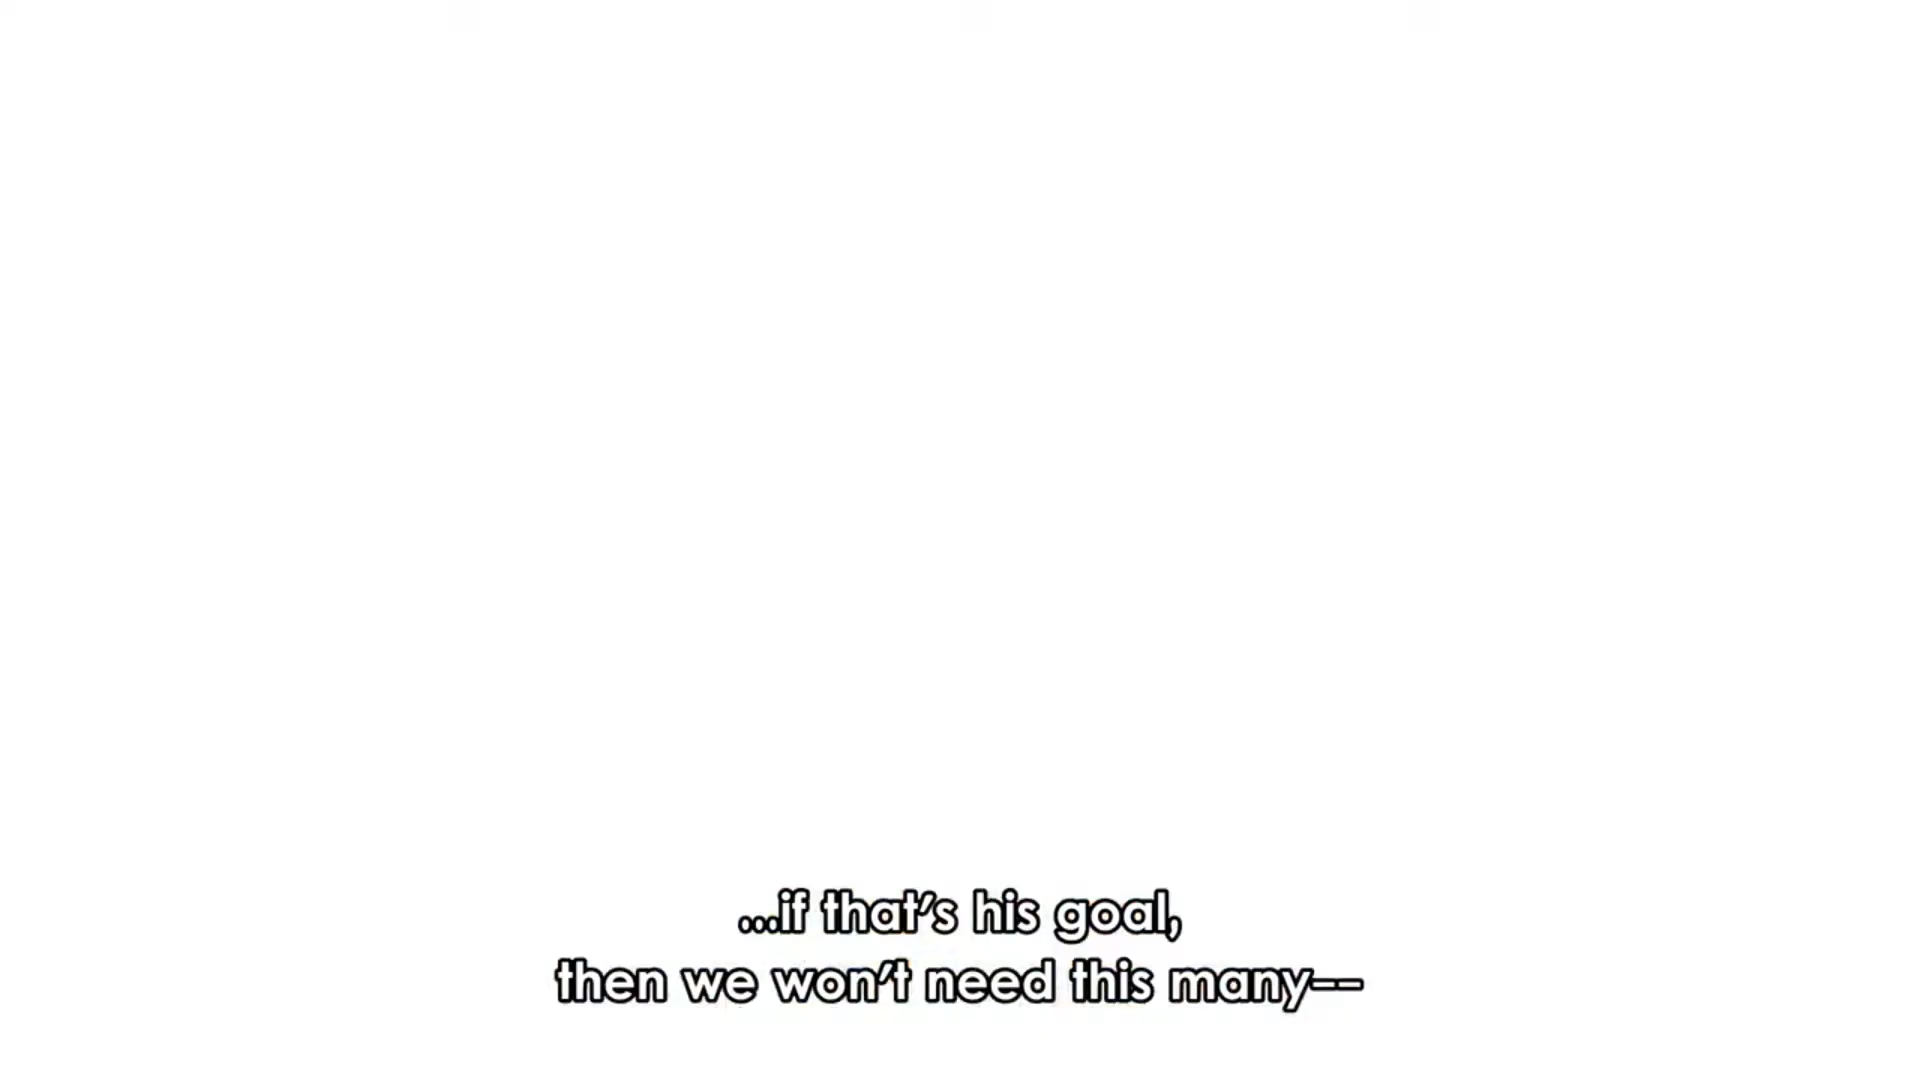 ...if that's his goal,
then we won't need this many--